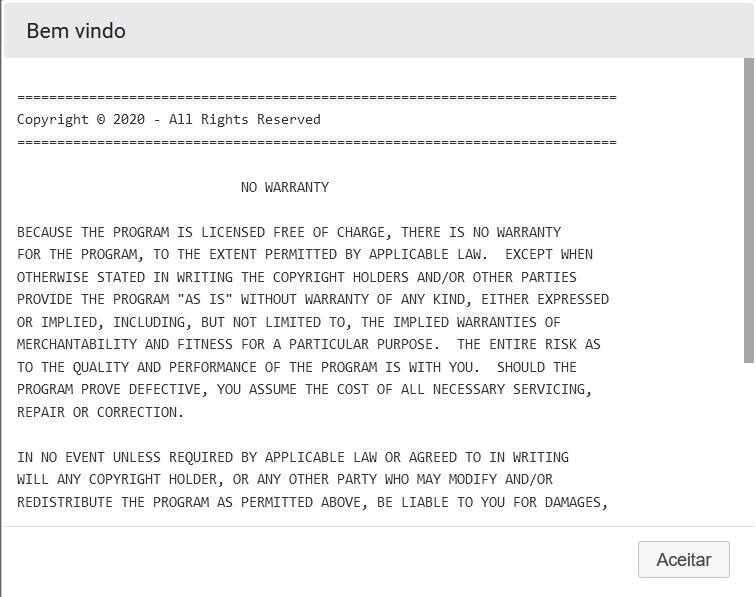 Bem vindo
===========================================================================
Copyright © 2020 - All Rights Reserved
===========================================================================
NO WARRANTY
BECAUSE THE PROGRAM IS LICENSED FREE OF CHARGE, THERE IS NO WARRANTY
FOR THE PROGRAM, TO THE EXTENT PERMITTED BY APPLICABLE LAW.  EXCEPT WHEN
OTHERWISE STATED IN WRITING THE COPYRIGHT HOLDERS AND/OR OTHER PARTIES
PROVIDE THE PROGRAM "AS IS" WITHOUT WARRANTY OF ANY KIND, EITHER EXPRESSED
OR IMPLIED, INCLUDING, BUT NOT LIMITED TO, THE IMPLIED WARRANTIES OF
MERCHANTABILITY AND FITNESS FOR A PARTICULAR PURPOSE.  THE ENTIRE RISK AS
TO THE QUALITY AND PERFORMANCE OF THE PROGRAM IS WITH YOU.  SHOULD THE
PROGRAM PROVE DEFECTIVE, YOU ASSUME THE COST OF ALL NECESSARY SERVICING,
REPAIR OR CORRECTION.
IN NO EVENT UNLESS REQUIRED BY APPLICABLE LAW OR AGREED TO IN WRITING
WILL ANY COPYRIGHT HOLDER, OR ANY OTHER PARTY WHO MAY MODIFY AND/OR
REDISTRIBUTE THE PROGRAM AS PERMITTED ABOVE, BE LIABLE TO YOU FOR DAMAGES,
Aceitar